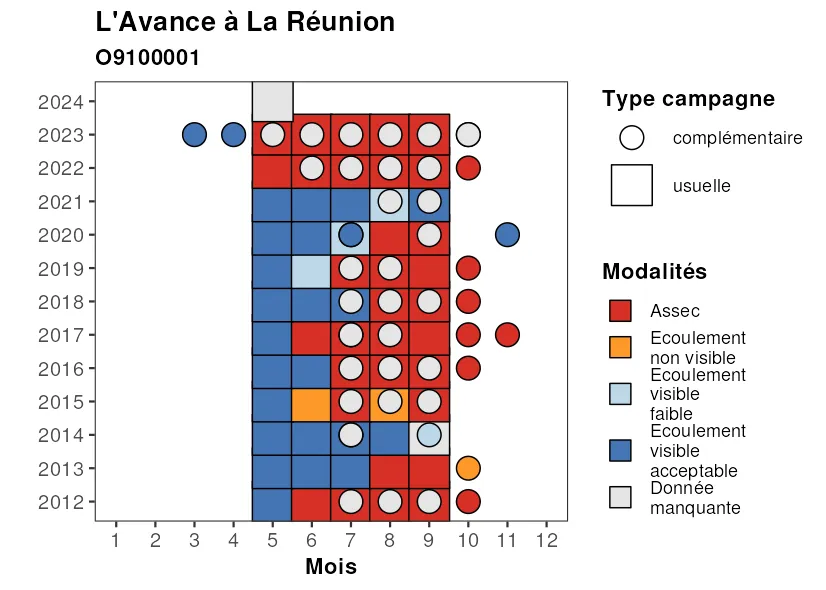 L'Avance à La Réunion
O9100001
2024
2023
2022
2021
2020
2019
2018
2017
2016
2015
2014
2013
2012
1 2 3 4 5 6 7 8 9 10 11 12
Mois
Type campagne
complémentaire
usuelle
Modalités
Assec
Ecoulement
non visible
Ecoulement
visible
faible
Ecoulement
visible
acceptable
Donnée
manquante